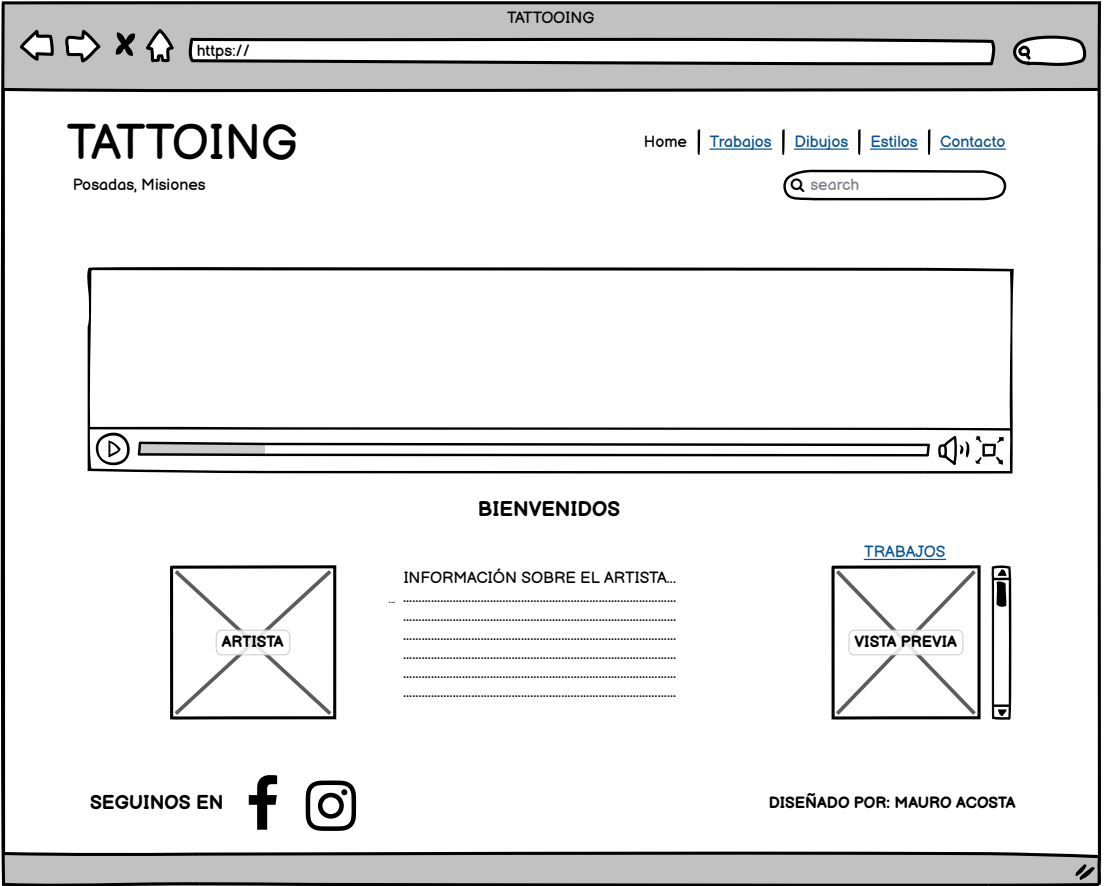 TATTOOING
https://
TATTOING
Posadas, Misiones
Home | Trabajos | Dibujos | Estilos | Contacto
search
BIENVENIDOS
TRABAJOS
INFORMACIÓN SOBRE EL ARTISTA...
...
ARTISTA
VISTA PREVIA
SEGUINOS EN
DISEÑADO POR: MAURO ACOSTA